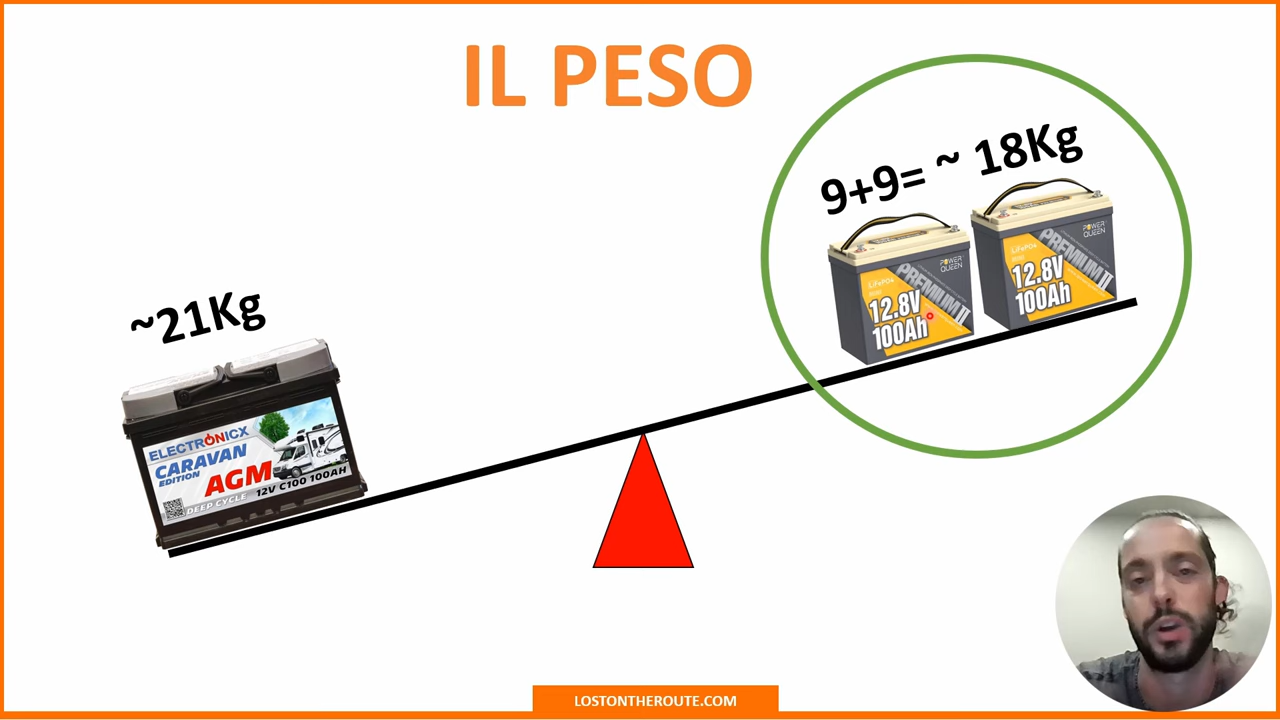 IL PESO
9+9= ~ 18Kg
~21Kg
POWER
QUEEN
LiFePO4
PREMIUM II
12.8V
100Ah
POWER
QUEEN
LiFePO4
PREMIUM II
12.8V
100Ah
ELECTRONICX
CARAVAN
EDITION
AGM
DEEP CYCLE 12V C100 100AH
LOSTONTHEROUTE.COM